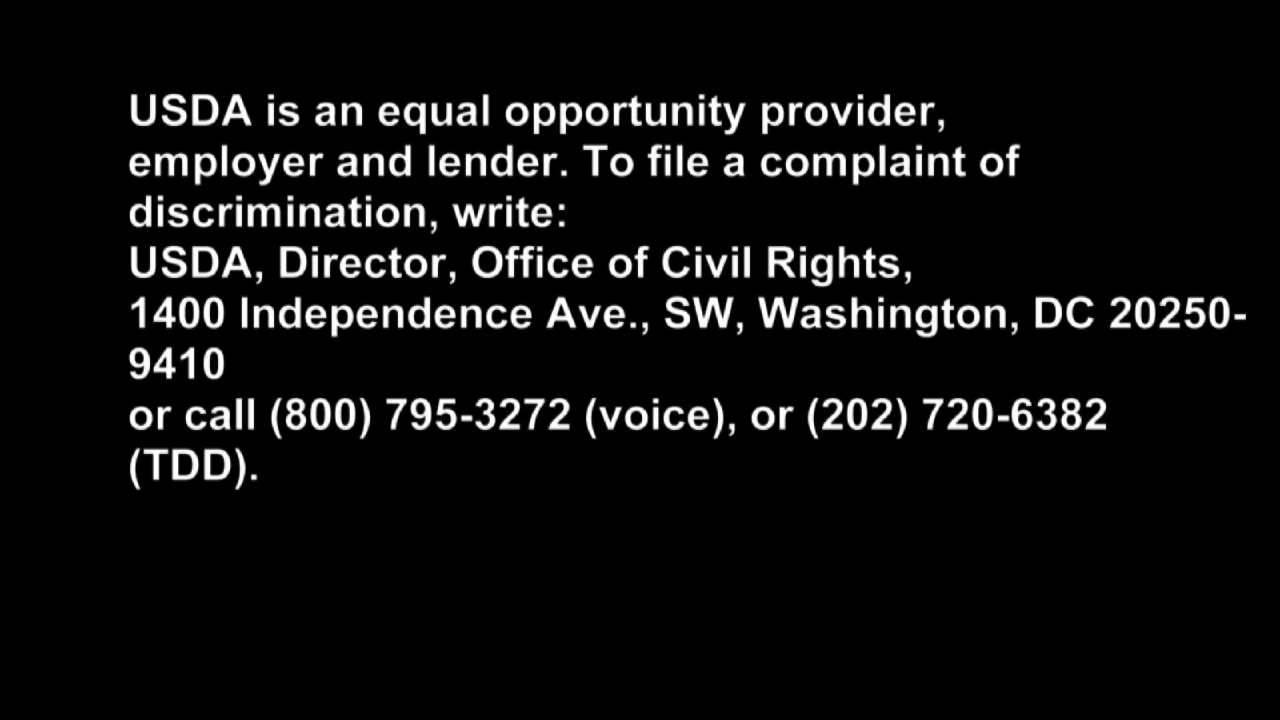 USDA is an equal opportunity provider,
employer and lender. To file a complaint of
discrimination, write:
USDA, Director, Office of Civil Rights,
1400 Independence Ave., SW, Washington, DC 20250-
9410
or call (800) 795-3272 (voice), or (202) 720-6382
(TDD).